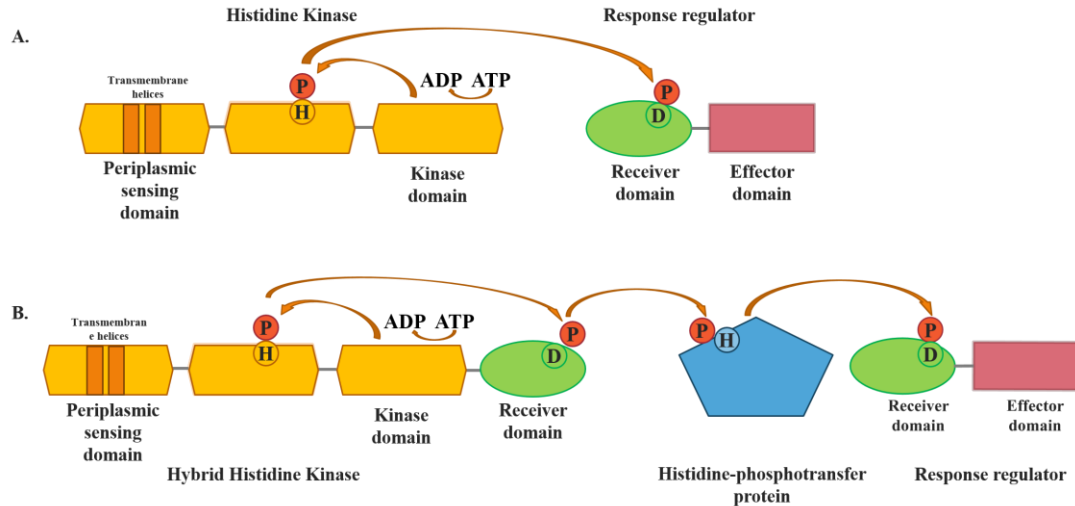 Histidine Kinase
Response regulator
A.
Transmembrane
helices
P
H
ADP ATP
P
D
Periplasmic
sensing
domain
Kinase
domain
Receiver
domain
Effector
domain
B.
Transmembran
e helices
P
H
ADP ATP
P
D
P
H
P
D
Periplasmic
sensing
domain
Kinase
domain
Receiver
domain
Receiver
domain
Effector
domain
Hybrid Histidine Kinase
Histidine-phosphotransfer
protein
Response regulator